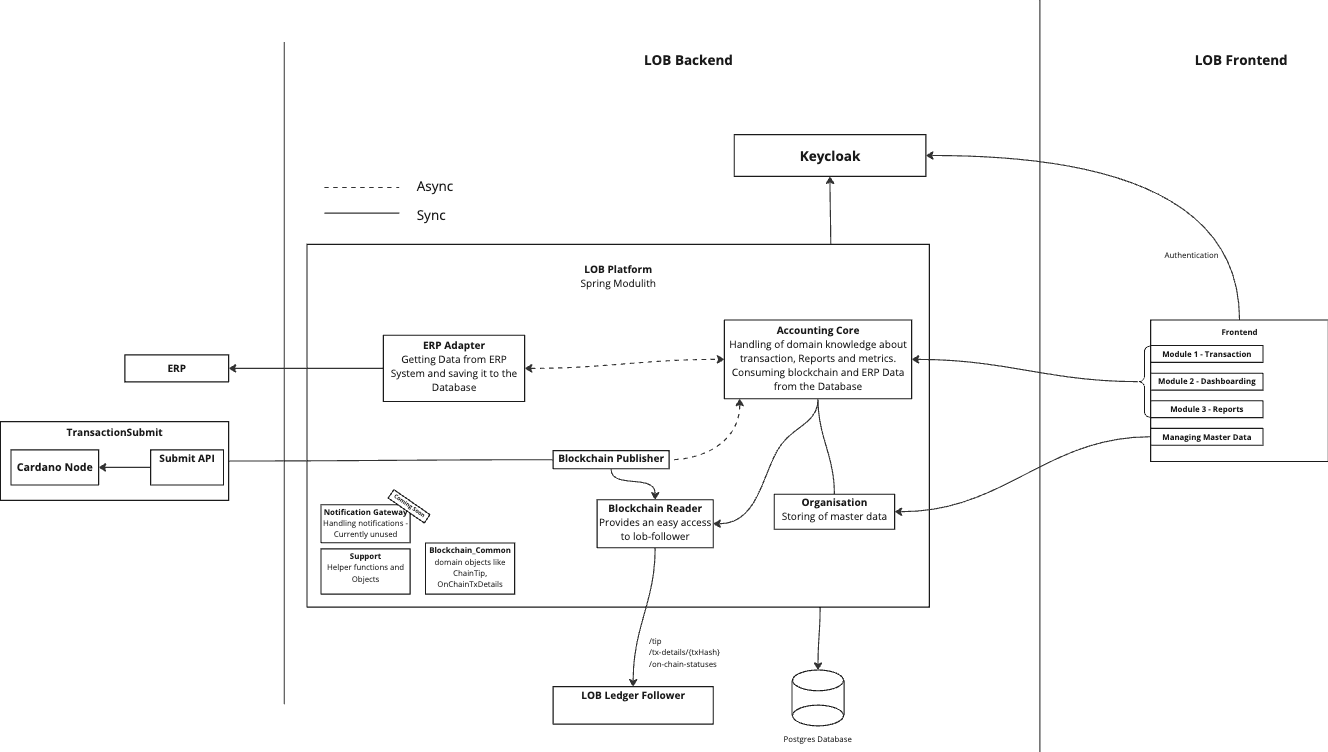 LOB Backend
LOB Frontend
Keycloak
Async
Sync
Authentication
LOB Platform
Spring Modulith
ERP Adapter
Getting Data from ERP
System and saving it to the
Database
Accounting Core
Handling of domain knowledge about
transaction, Reports and metrics.
Consuming blockchain and ERP Data
from the Database
Frontend
Module 1 - Transaction
Module 2 - Dashboarding
Module 3 - Reports
Managing Master Data
ERP
TransactionSubmit
Cardano Node
Submit API
Blockchain Publisher
Blockchain Reader
Provides an easy access
to lob-follower
Organisation
Storing of master data
Coming Soon
Notification Gateway
Handling notifications -
Currently unused
Support
Helper functions and
Objects
Blockchain_Common
domain objects like
ChainTip,
OnChainTxDetails
/tip
/tx-details/{txHash}
/on-chain-statuses
LOB Ledger Follower
Postgres Database